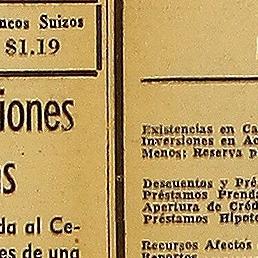 ncos Suizos
$1.19
iones
s
da al Ce-
es de una
Existencias en Ca
Inversiones en Ac
Menos: Reserva p
Descuentos y Pré
Préstamos Prenda
Apertura de Créd
Préstamos Hipote
Recursos Afectos
Reportos